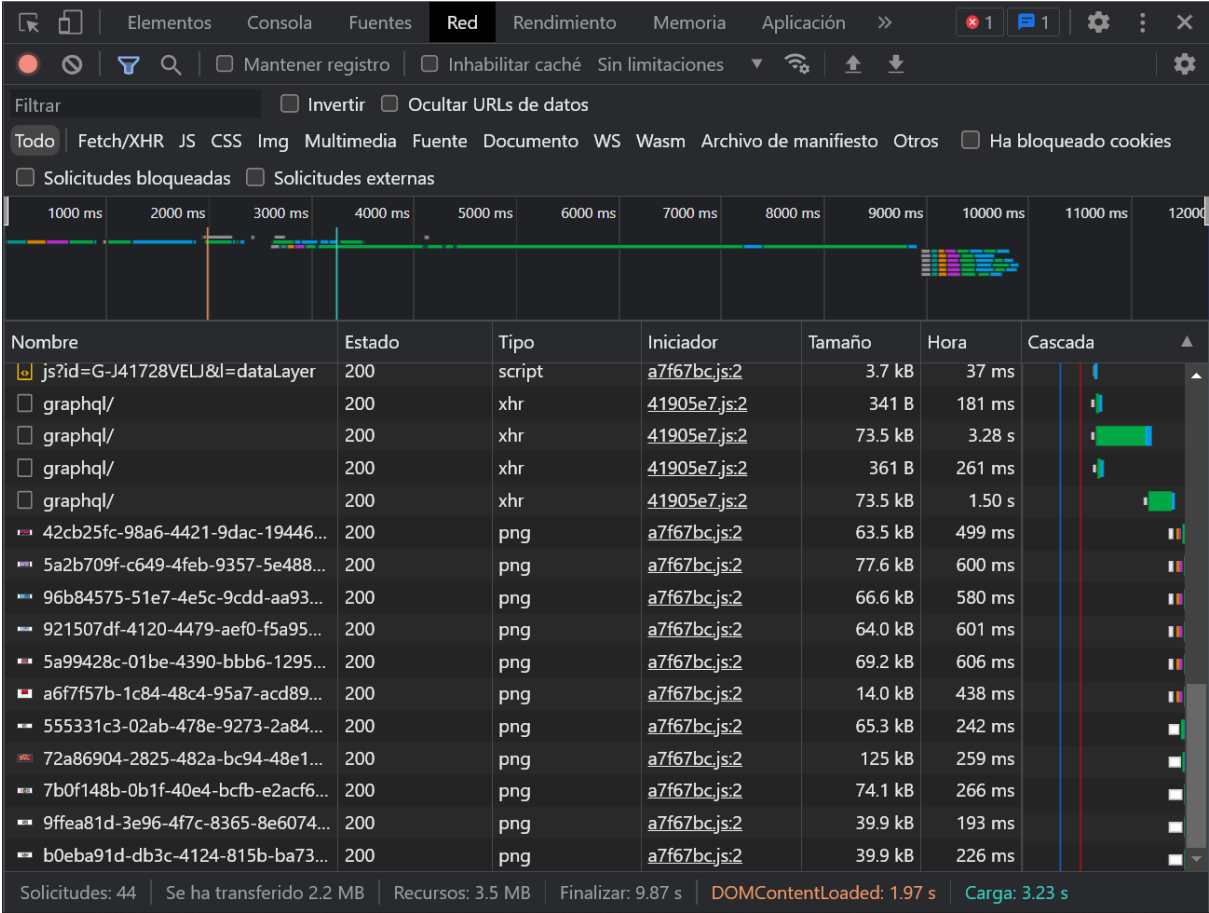 Elementos Consola Fuentes Red Rendimiento Memoria Aplicación 1 1
Mantener registro Inhabilitar caché Sin limitaciones
Filtrar Invertir Ocultar URLs de datos
Todo Fetch/XHR JS CSS Img Multimedia Fuente Documento WS Wasm Archivo de manifiesto Otros Ha bloqueado cookies
Solicitudes bloqueadas Solicitudes externas
1000 ms 2000 ms 3000 ms 4000 ms 5000 ms 6000 ms 7000 ms 8000 ms 9000 ms 10000 ms 11000 ms 12000
Nombre Estado Tipo Iniciador Tamaño Hora Cascada
js?id=G-J41728VELJ&l=dataLayer 200 script a7f67bc.js:2 3.7 kB 37 ms
graphql/ 200 xhr 41905e7.js:2 341 B 181 ms
graphql/ 200 xhr 41905e7.js:2 73.5 kB 3.28 s
graphql/ 200 xhr 41905e7.js:2 361 B 261 ms
graphql/ 200 xhr 41905e7.js:2 73.5 kB 1.50 s
42cb25fc-98a6-4421-9dac-19446... 200 png a7f67bc.js:2 63.5 kB 499 ms
5a2b709f-c649-4feb-9357-5e488... 200 png a7f67bc.js:2 77.6 kB 600 ms
96b84575-51e7-4e5c-9cdd-aa93... 200 png a7f67bc.js:2 66.6 kB 580 ms
921507df-4120-4479-aef0-f5a95... 200 png a7f67bc.js:2 64.0 kB 601 ms
5a99428c-01be-4390-bbb6-1295... 200 png a7f67bc.js:2 69.2 kB 606 ms
a6f7f57b-1c84-48c4-95a7-acd89... 200 png a7f67bc.js:2 14.0 kB 438 ms
555331c3-02ab-478e-9273-2a84... 200 png a7f67bc.js:2 65.3 kB 242 ms
72a86904-2825-482a-bc94-48e1... 200 png a7f67bc.js:2 125 kB 259 ms
7b0f148b-0b1f-40e4-bcfb-e2acf6... 200 png a7f67bc.js:2 74.1 kB 266 ms
9ffea81d-3e96-4f7c-8365-8e6074... 200 png a7f67bc.js:2 39.9 kB 193 ms
b0eba91d-db3c-4124-815b-ba73... 200 png a7f67bc.js:2 39.9 kB 226 ms
Solicitudes: 44 Se ha transferido 2.2 MB Recursos: 3.5 MB Finalizar: 9.87 s DOMContentLoaded: 1.97 s Carga: 3.23 s